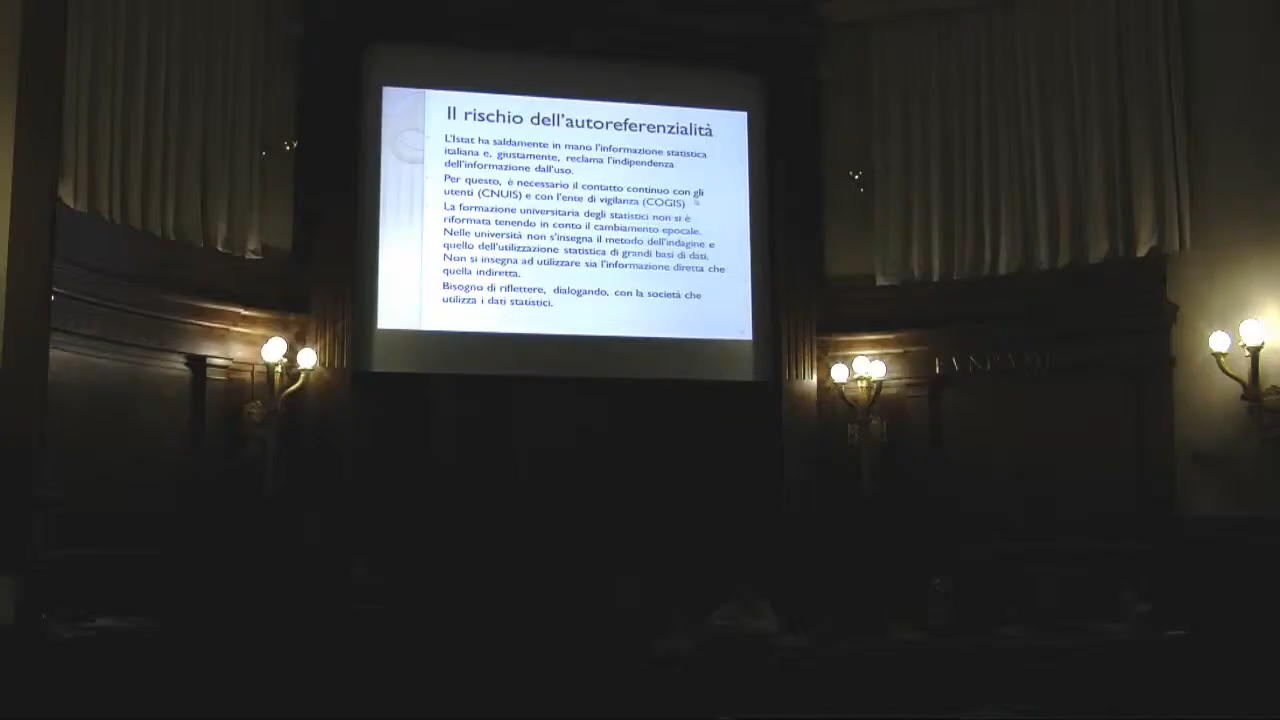 Il rischio dell'autoreferenzialità
L'Istat ha saldamente in mano l'informazione statistica
italiana e, giustamente, reclama l'indipendenza
dell'informazione dall'uso.
Per questo, è necessario il contatto continuo con gli
utenti (CNUIS) e con l'ente di vigilanza (COGIS)
La formazione universitaria degli statistici non si è
riformata tenendo in conto il cambiamento epocale.
Nelle università non s'insegna il metodo dell'indagine e
quello dell'utilizzazione statistica di grandi basi di dati.
Non si insegna ad utilizzare sia l'informazione diretta che
quella indiretta.
Bisogno di riflettere, dialogando, con la società che
utilizza i dati statistici.